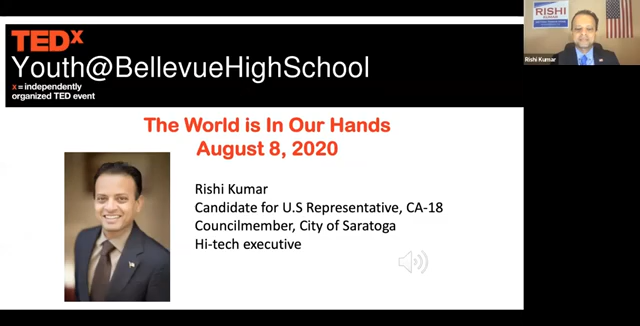 TEDx
Youth@BellevueHighSchool
x = independently
organized TED event
The World is In Our Hands
August 8, 2020
Rishi Kumar
Candidate for U.S Representative, CA-18
Councilmember, City of Saratoga
Hi-tech executive
RISHI
Rishi Kumar